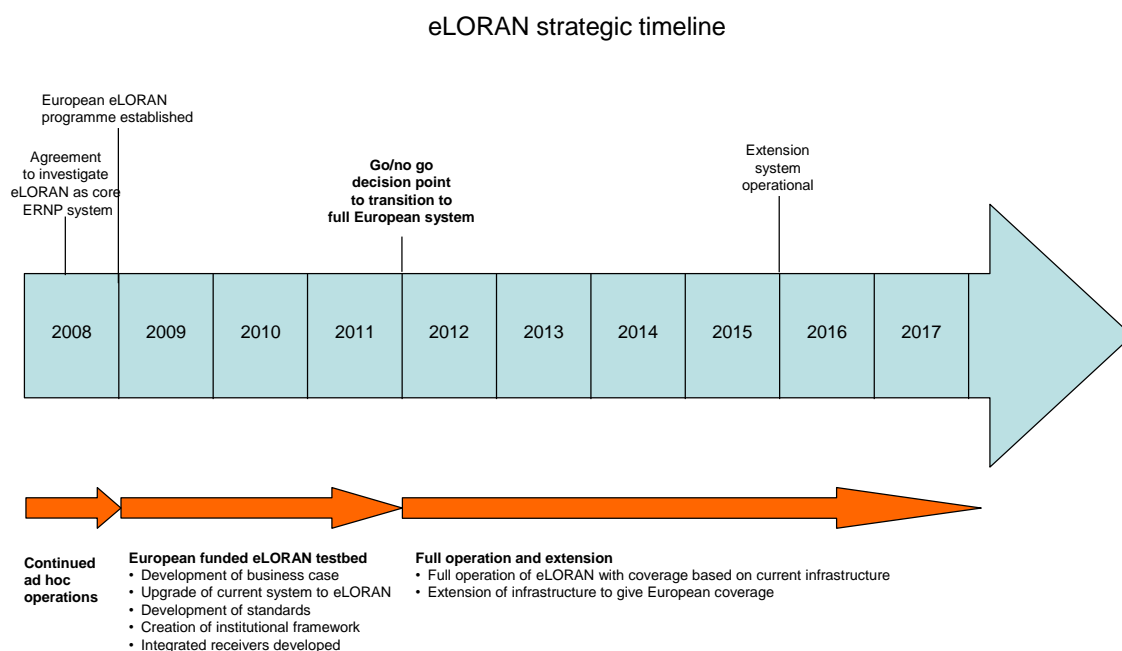 eLORAN strategic timeline
European eLORAN
programme established
Agreement
to investigate
eLORAN as core
ERNP system
Go/no go
decision point
to transition to
full European system
Extension
system
operational
2008
2009
2010
2011
2012
2013
2014
2015
2016
2017
Continued
ad hoc
operations
European funded eLORAN testbed
• Development of business case
• Upgrade of current system to eLORAN
• Development of standards
• Creation of institutional framework
• Integrated receivers developed
Full operation and extension
• Full operation of eLORAN with coverage based on current infrastructure
• Extension of infrastructure to give European coverage